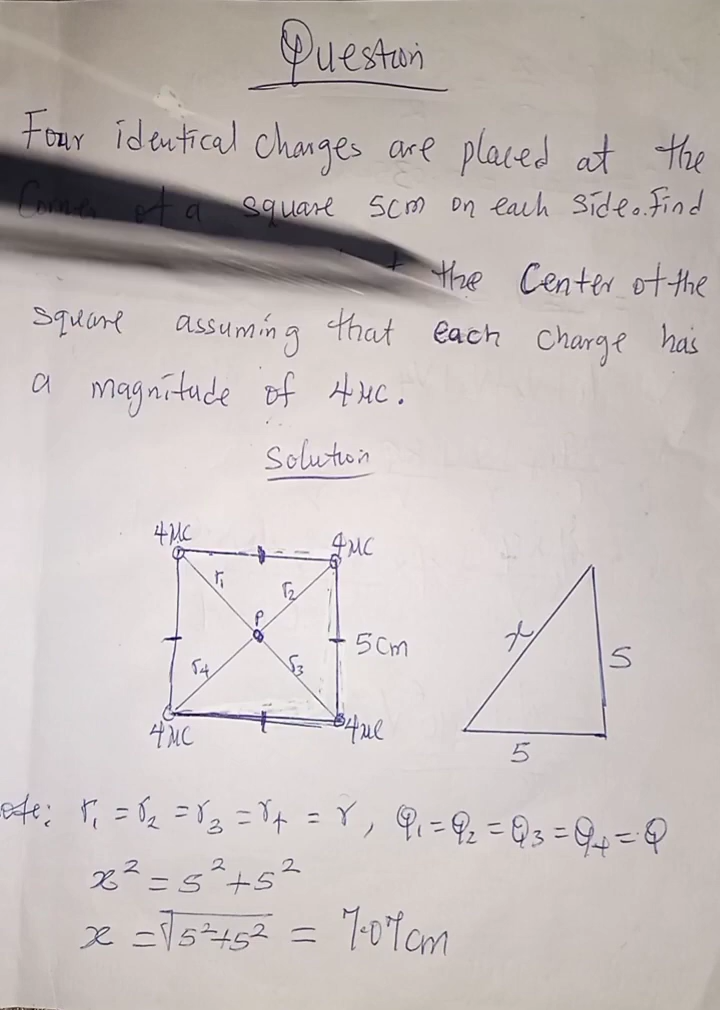 Question
Four identical charges are placed at the
Corner of a square 5cm on each side. Find
the Center of the
square assuming that each charge has
a magnitude of 4μC.
Solution
4μC 4μC
r₁ r₂
P
5cm
r₄ r₃
4μC 4μC
x 5
5
r₁ = r₂ = r₃ = r₄ = r, Q₁ = Q₂ = Q₃ = Q₄ = Q
x² = 5² + 5²
x = √5²+5² = 7.07cm